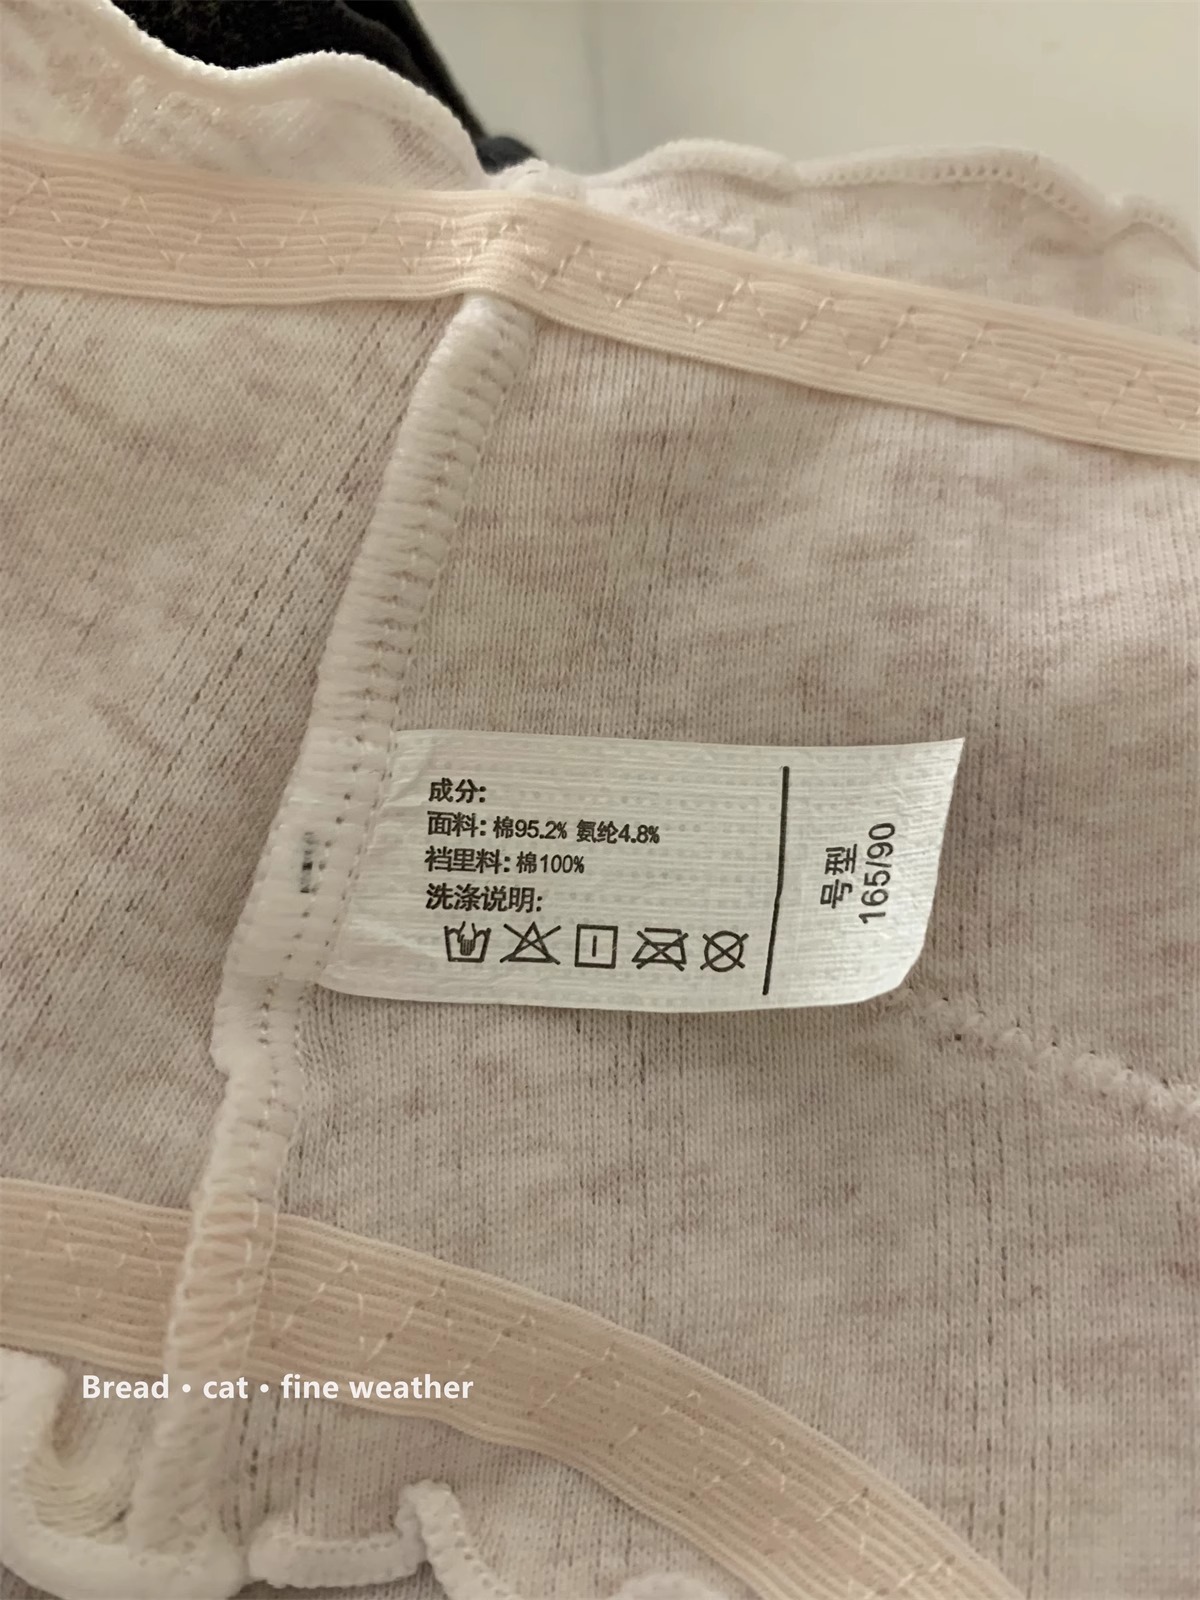 成分:
面料: 棉95.2% 氨纶4.8%
裆里料: 棉100%
洗涤说明:
号型
165/90
Bread • cat • fine weather